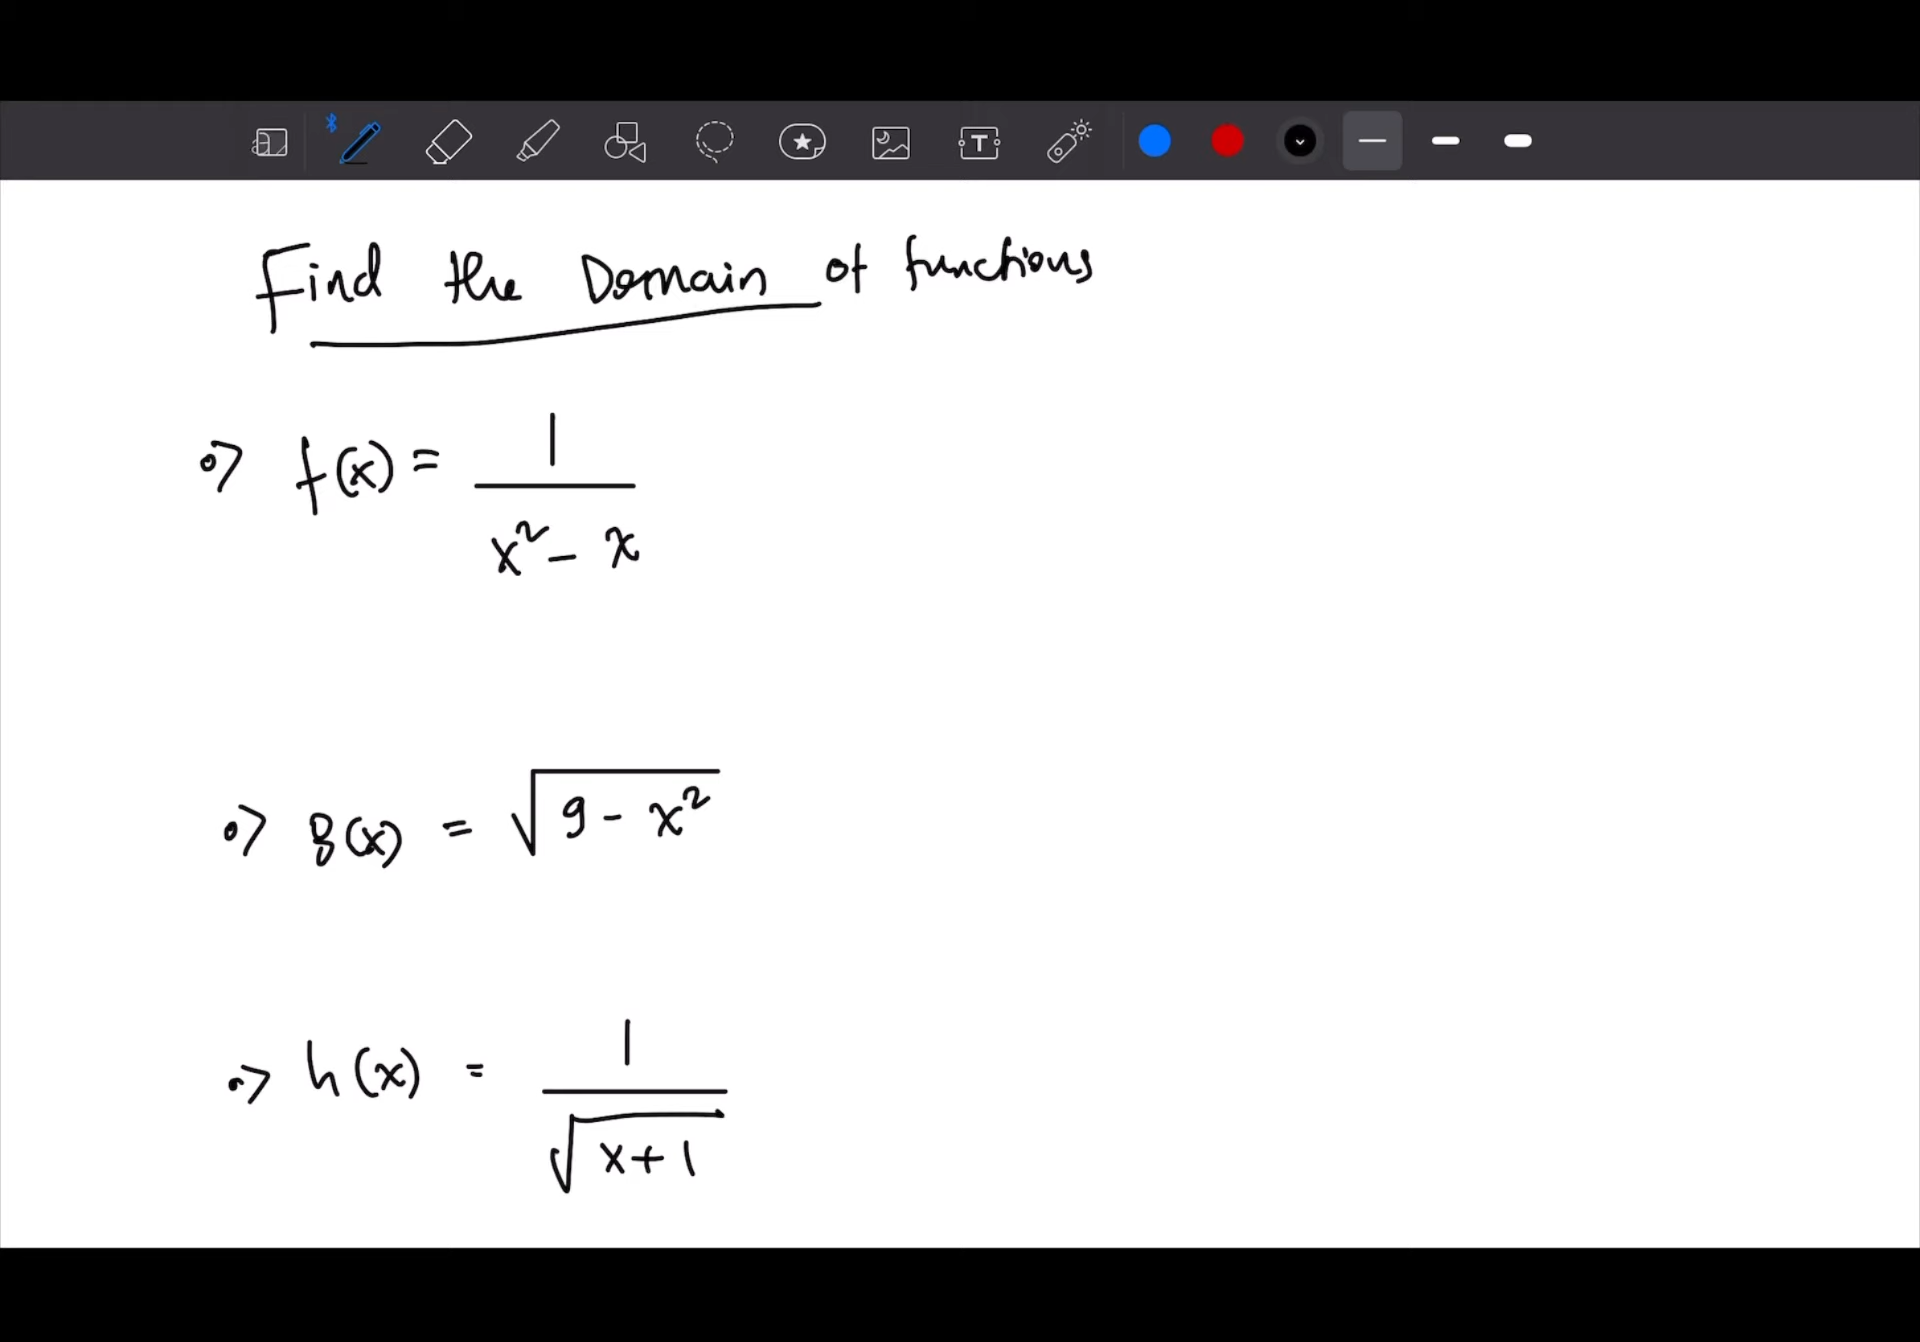 Find the Domain of functions
•> f(x) = 1/(x² - x)
•> g(x) = √(9 - x²)
•> h(x) = 1/√(x+1)